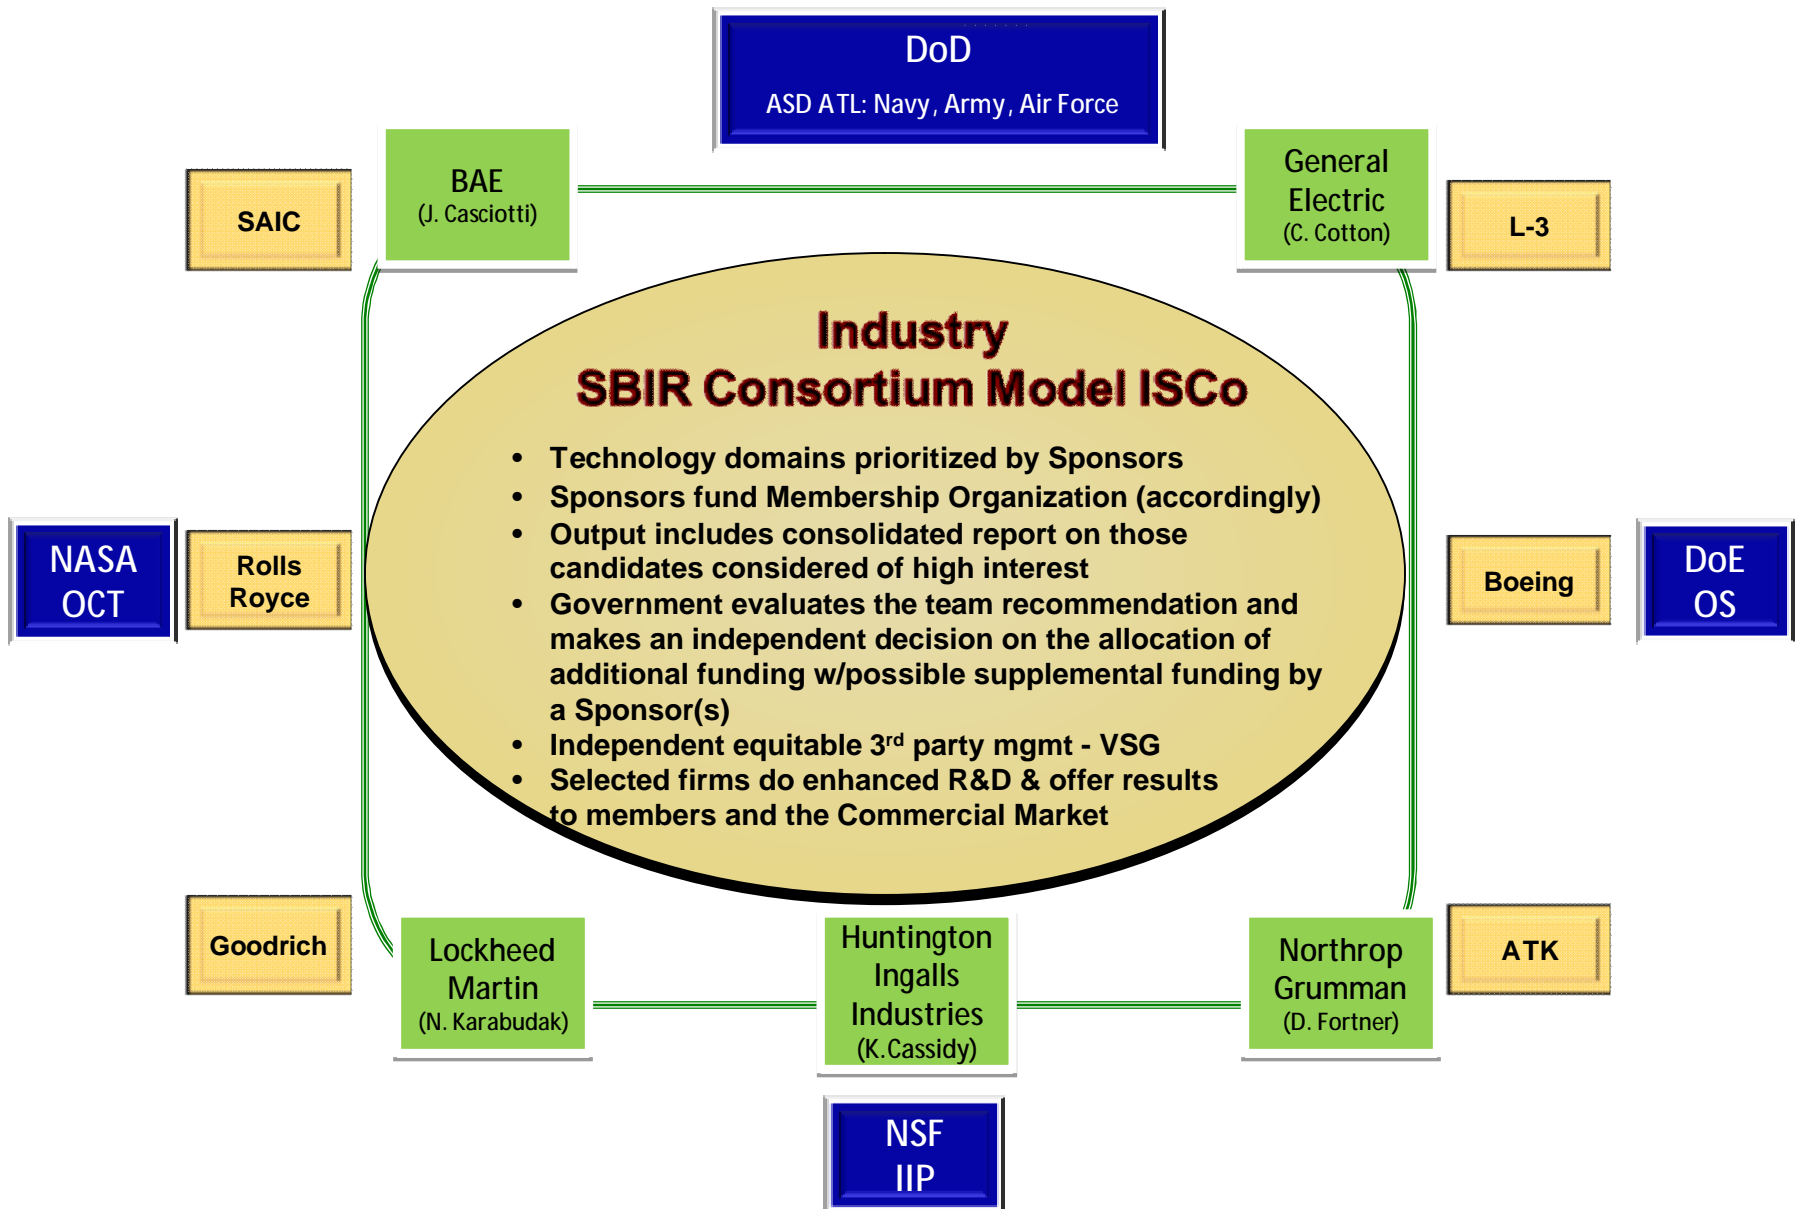 DoD
ASD ATL: Navy, Army, Air Force
BAE
(J. Casciotti)
General
Electric
(C. Cotton)
SAIC
L-3
Industry
SBIR Consortium Model ISCo
• Technology domains prioritized by Sponsors
• Sponsors fund Membership Organization (accordingly)
• Output includes consolidated report on those
candidates considered of high interest
• Government evaluates the team recommendation and
makes an independent decision on the allocation of
additional funding w/possible supplemental funding by
a Sponsor(s)
• Independent equitable 3rd party mgmt - VSG
• Selected firms do enhanced R&D & offer results
to members and the Commercial Market
NASA
OCT
Rolls
Royce
Boeing
DoE
OS
Goodrich
Lockheed
Martin
(N. Karabudak)
Huntington
Ingalls
Industries
(K.Cassidy)
Northrop
Grumman
(D. Fortner)
ATK
NSF
IIP